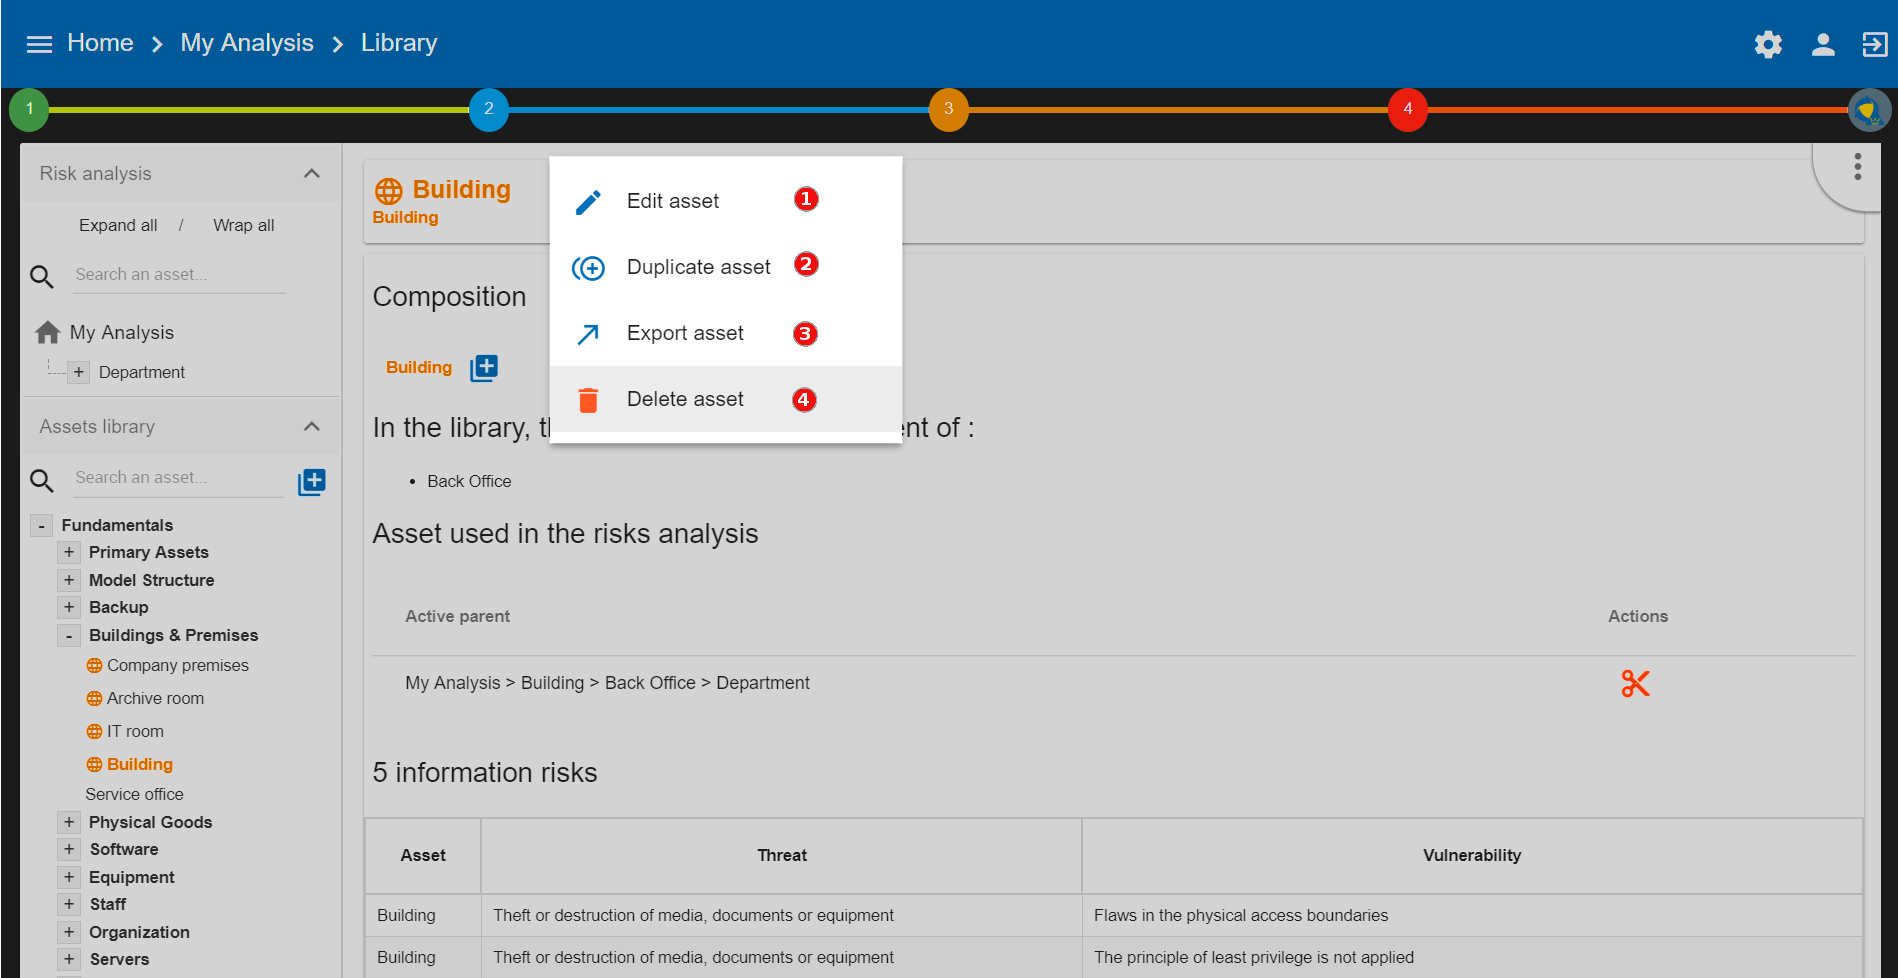 Home > My Analysis > Library
1 2 3 4
Risk analysis
Expand all / Wrap all
Search an asset...
My Analysis
+ Department
Assets library
Search an asset...
- Fundamentals
+ Primary Assets
+ Model Structure
+ Backup
- Buildings & Premises
Company premises
Archive room
IT room
Building
Service office
+ Physical Goods
+ Software
+ Equipment
+ Staff
+ Organization
+ Servers
Building
Building
Edit asset 1
Duplicate asset 2
Export asset 3
Delete asset 4
Composition
Building
In the library, nt of :
• Back Office
Asset used in the risks analysis
Active parent Actions
My Analysis > Building > Back Office > Department
5 information risks
Asset Threat Vulnerability
Building Theft or destruction of media, documents or equipment Flaws in the physical access boundaries
Building Theft or destruction of media, documents or equipment The principle of least privilege is not applied